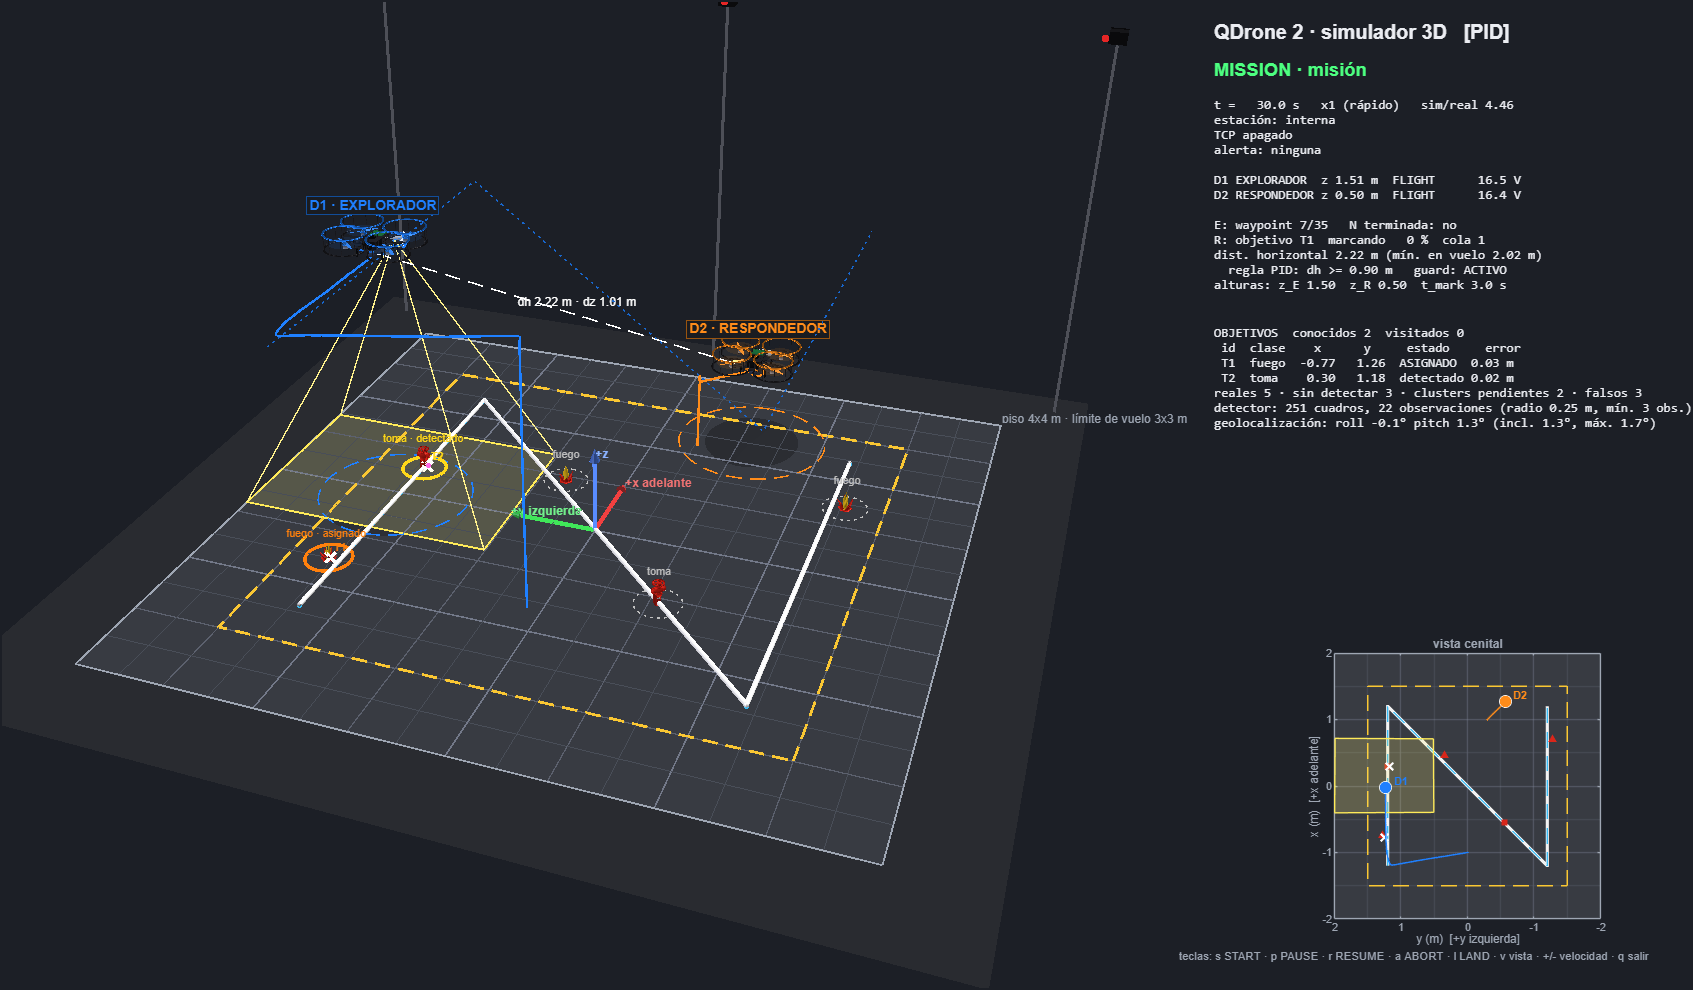 QDrone 2 · simulador 3D   [PID]
MISSION · misión
t =   30.0 s   x1 (rápido)   sim/real 4.46
estación: interna
TCP apagado
alerta: ninguna
D1 EXPLORADOR  z 1.51 m  FLIGHT      16.5 V
D2 RESPONDEDOR z 0.50 m  FLIGHT      16.4 V
E: waypoint 7/35   N terminada: no
R: objetivo T1  marcando   0 %  cola 1
dist. horizontal 2.22 m (mín. en vuelo 2.02 m)
regla PID: dh >= 0.90 m   guard: ACTIVO
alturas: z_E 1.50  z_R 0.50  t_mark 3.0 s
OBJETIVOS  conocidos 2  visitados 0
id  clase     x      y     estado     error
T1  fuego  -0.77   1.26  ASIGNADO  0.03 m
T2  toma    0.30   1.18  detectado 0.02 m
reales 5 · sin detectar 3 · clusters pendientes 2 · falsos 3
detector: 251 cuadros, 22 observaciones (radio 0.25 m, mín. 3 obs.)
geolocalización: roll -0.1° pitch 1.3° (incl. 1.3°, máx. 1.7°)
D1 · EXPLORADOR
dh 2.22 m · dz 1.01 m
D2 · RESPONDEDOR
piso 4x4 m · límite de vuelo 3x3 m
toma · detectado
fuego
+z
+x adelante
fuego
izquierda
fuego · asignado
toma
vista cenital
2
D2
1
0
D1
-1
-2
2
1
0
-1
-2
x (m)  [+x adelante]
y (m)  [+y izquierda]
teclas: s START · p PAUSE · r RESUME · a ABORT · l LAND · v vista · +/- velocidad · q salir